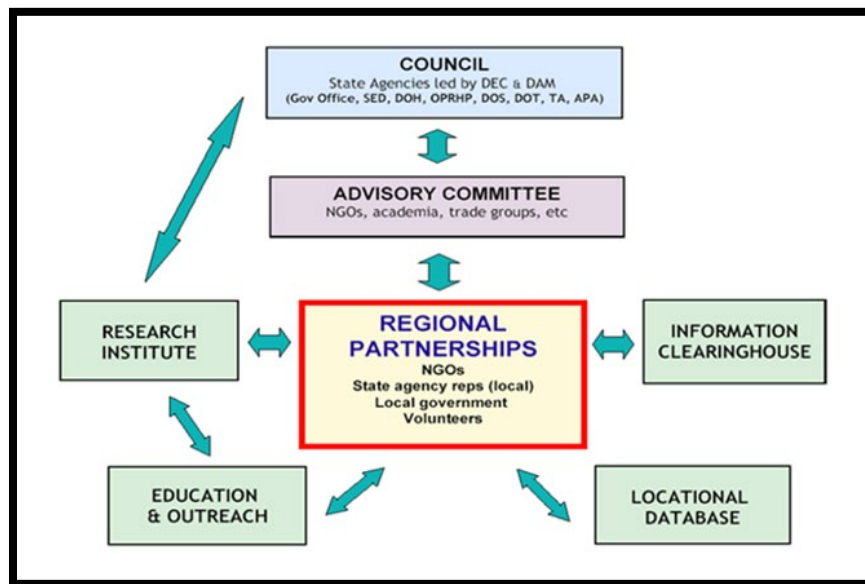 COUNCIL
State Agencies led by DEC & DAM
(Gov Office, SED, DOH, OPRHP, DOS, DOT, TA, APA)
ADVISORY COMMITTEE
NGOs, academia, trade groups, etc
RESEARCH
INSTITUTE
REGIONAL
PARTNERSHIPS
NGOs
State agency reps (local)
Local government
Volunteers
INFORMATION
CLEARINGHOUSE
EDUCATION
& OUTREACH
LOCATIONAL
DATABASE